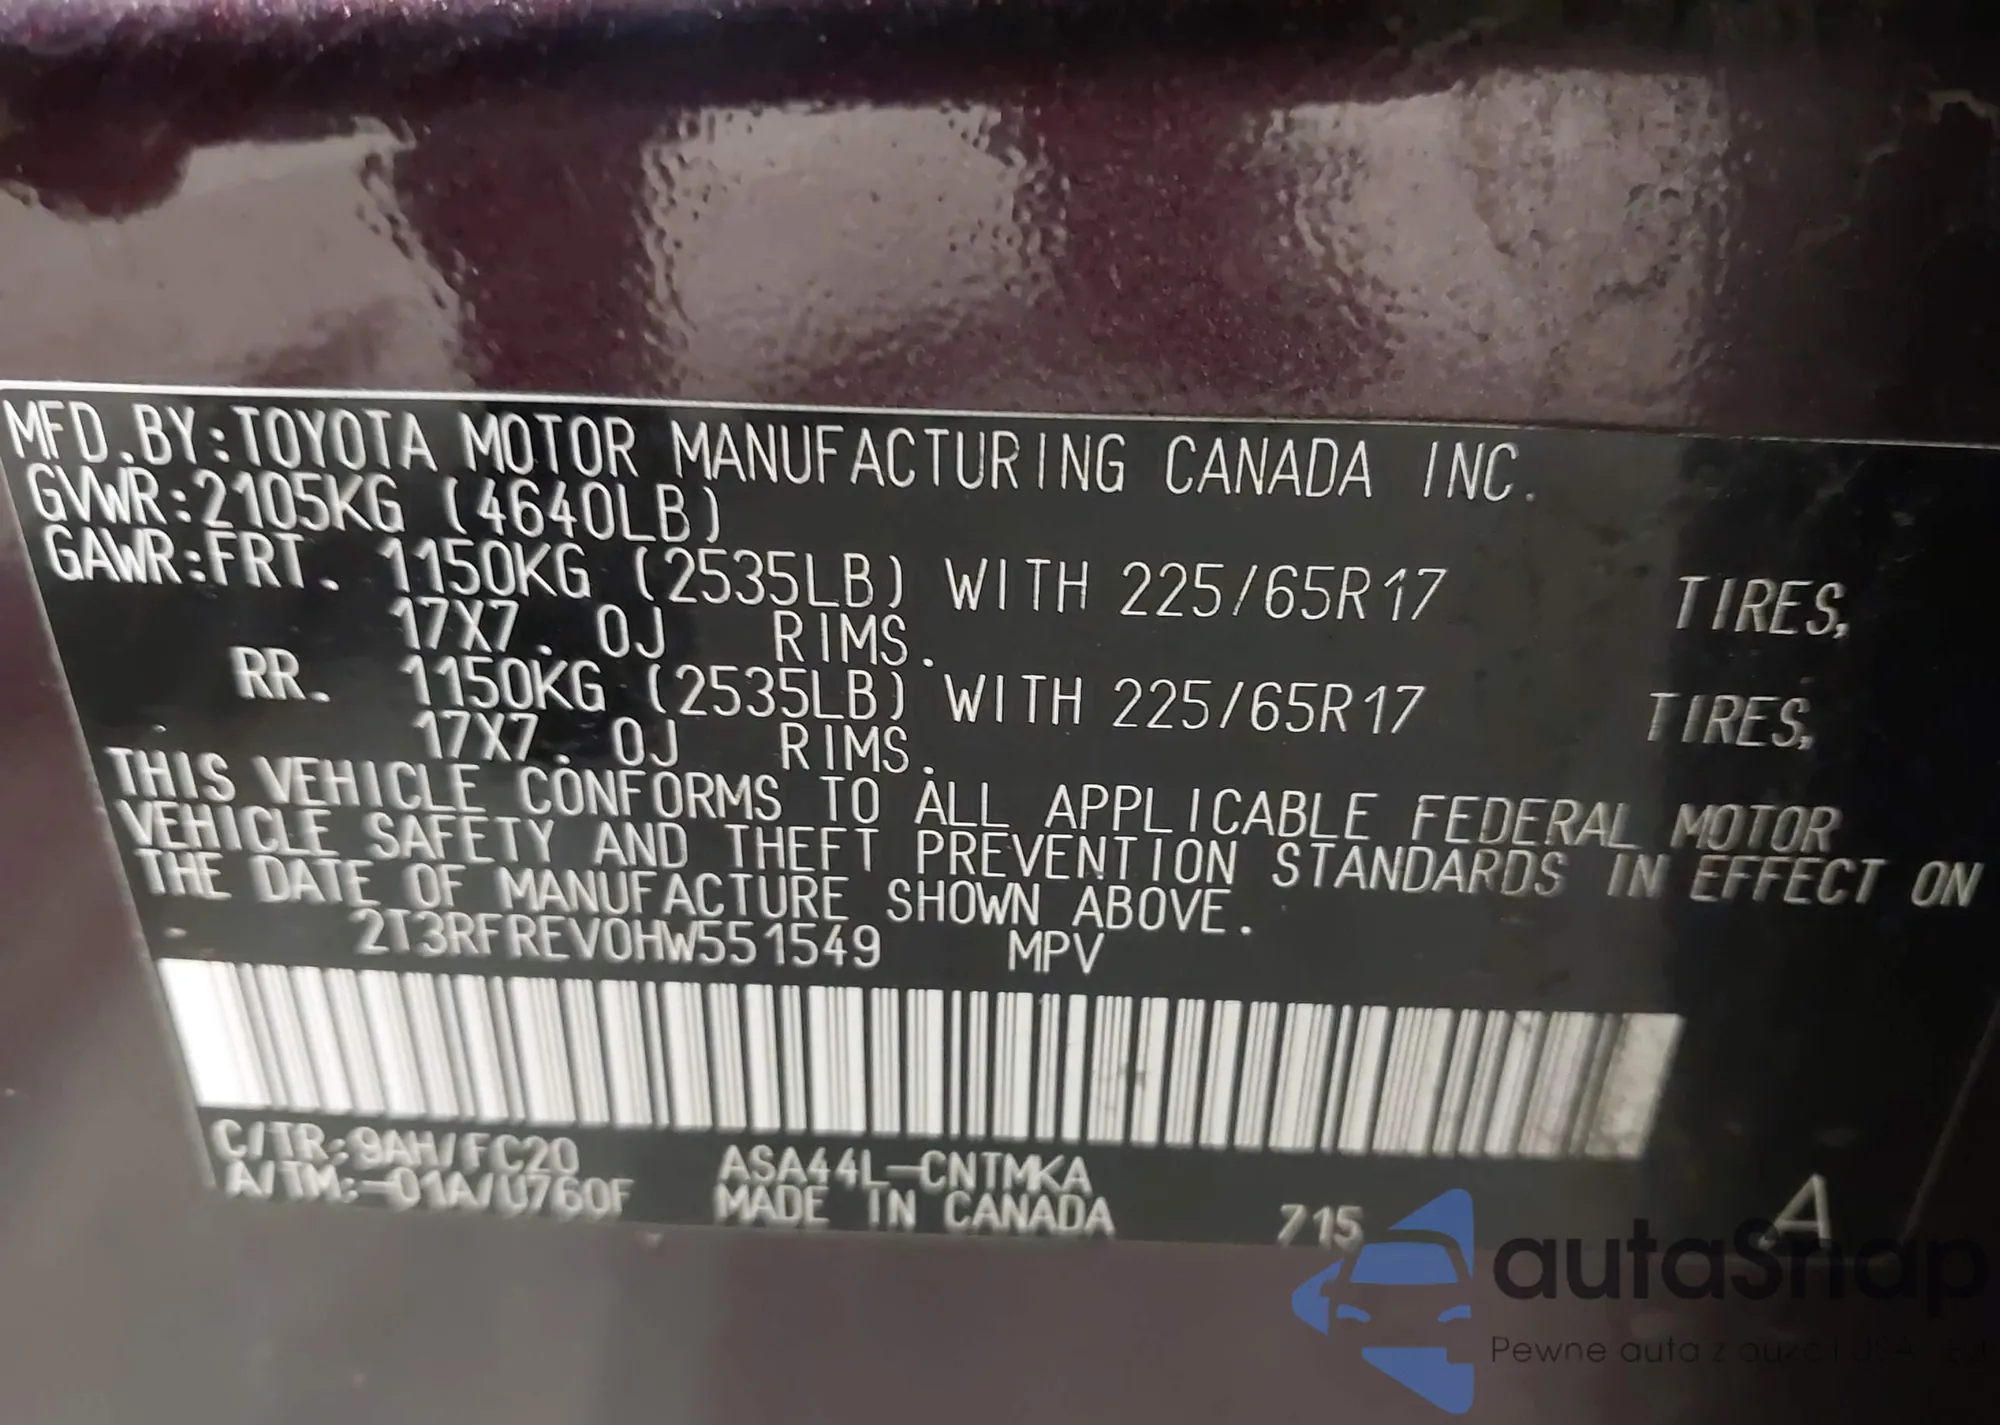 MFD.BY:TOYOTA MOTOR MANUFACTURING CANADA INC.
GVWR:2105KG (4640LB)
GAWR:FRT. 1150KG (2535LB) WITH 225/65R17 TIRES,
17X7.0J RIMS.
RR. 1150KG (2535LB) WITH 225/65R17 TIRES,
17X7.0J RIMS.
THIS VEHICLE CONFORMS TO ALL APPLICABLE FEDERAL MOTOR
VEHICLE SAFETY AND THEFT PREVENTION STANDARDS IN EFFECT ON
THE DATE OF MANUFACTURE SHOWN ABOVE.
2T3RFREV0HW551549 MPV
C/TR:9AH/FC20 ASA44L-CNTMKA
A/TM:-01A/U760F MADE IN CANADA 715 A
autaSnap
Pewne auta z